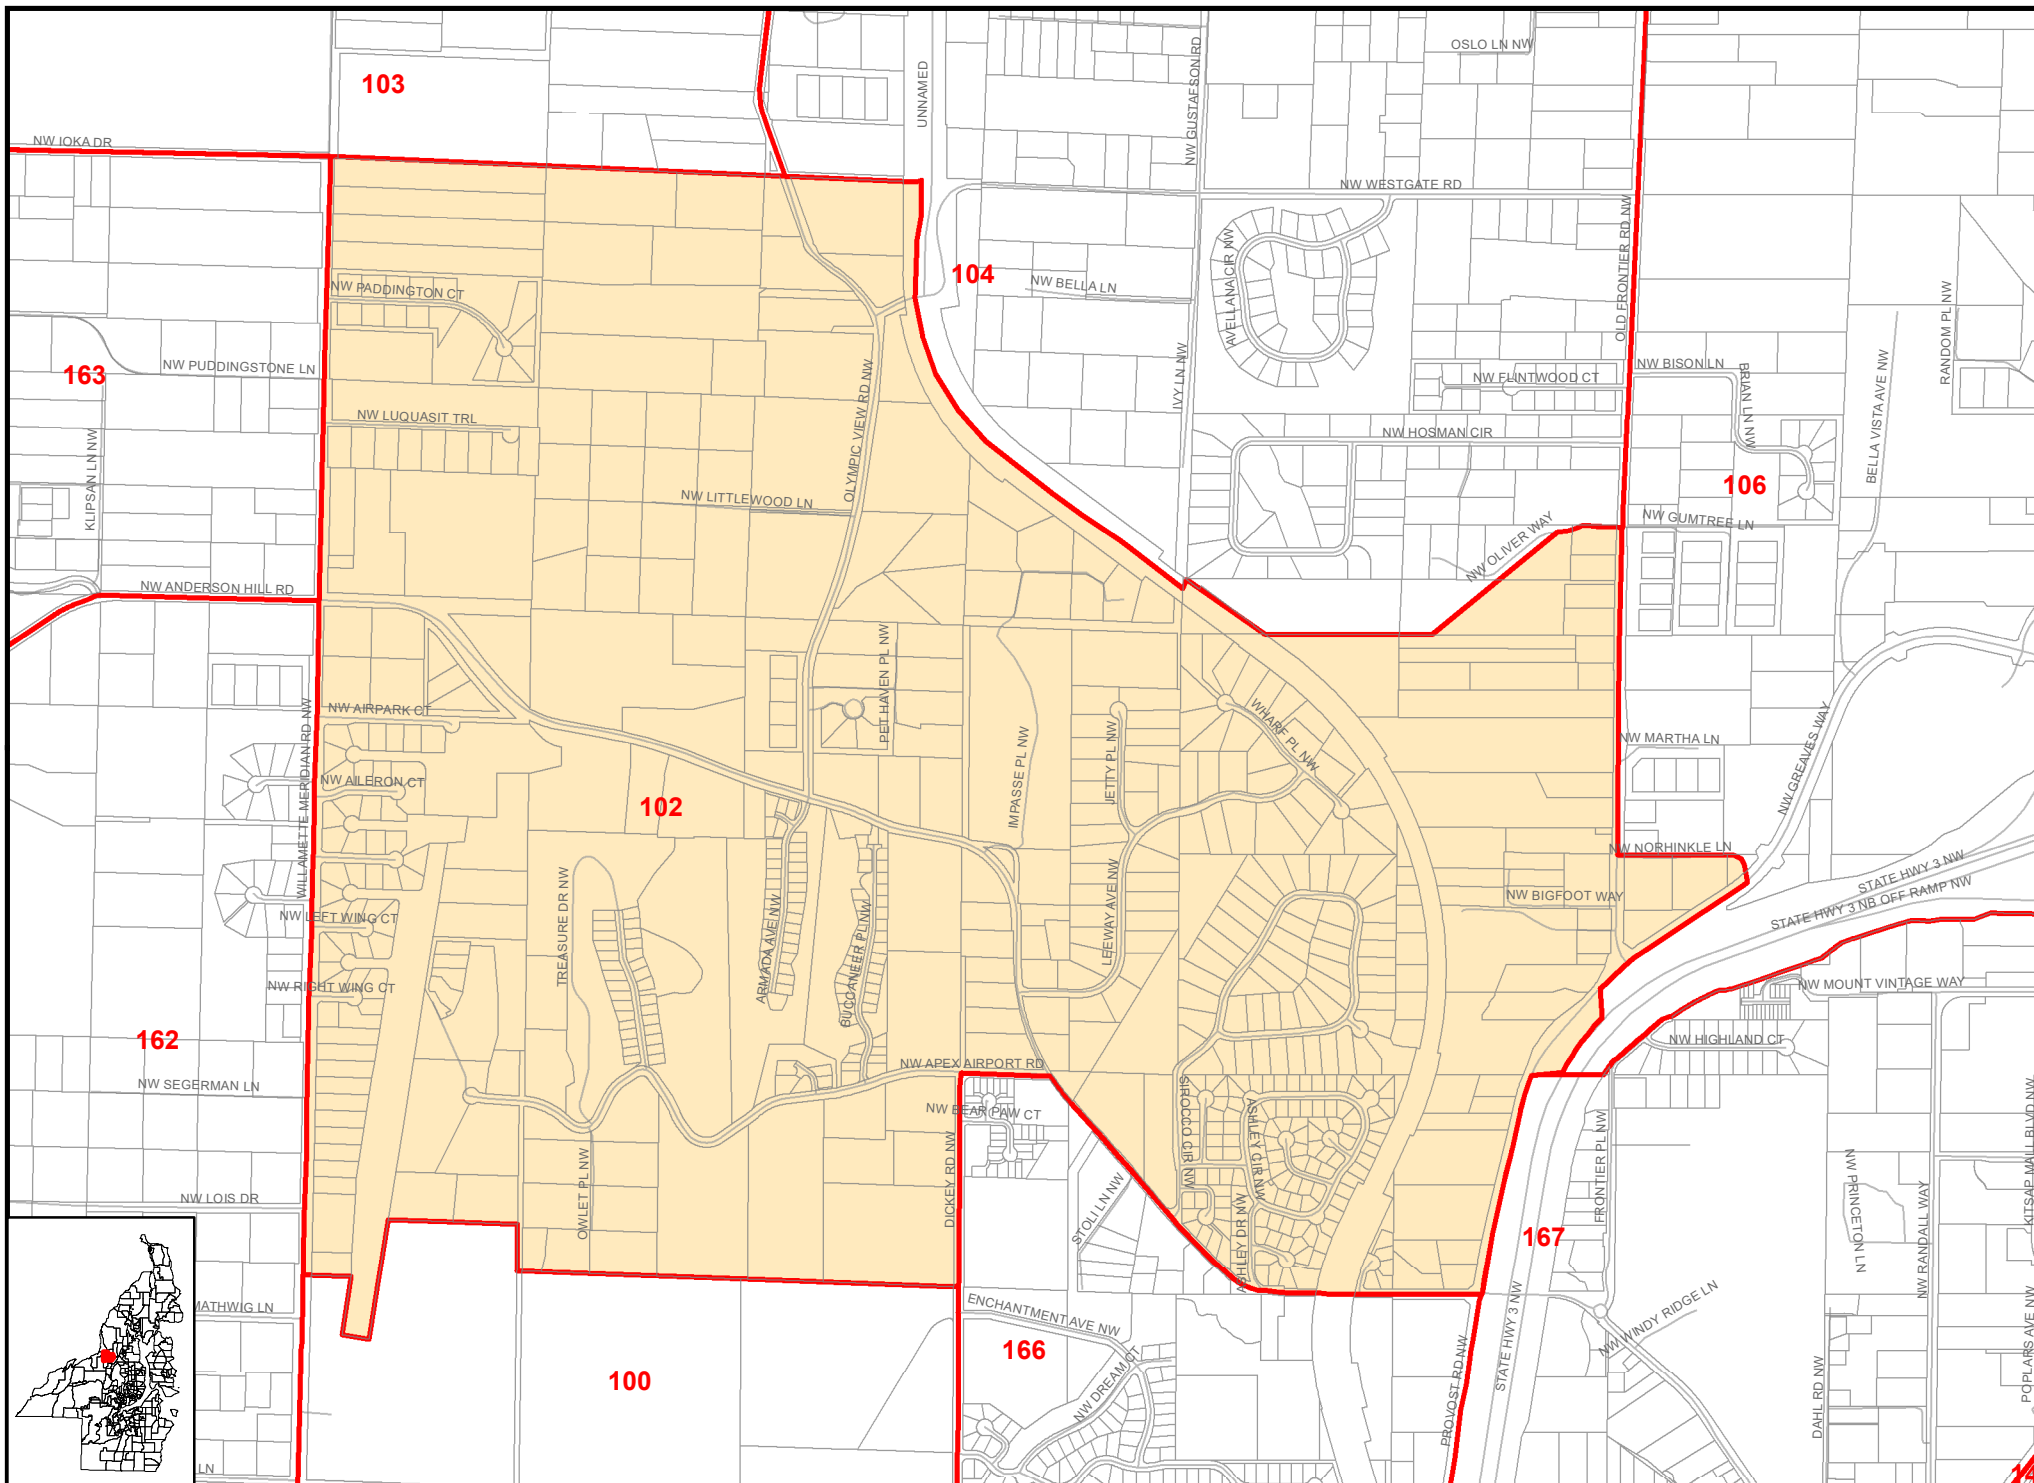 OSLO LN NW
103
UNNAMED
NW GUSTAFSON RD
NW IOKA DR
NW WESTGATE RD
OLD FRONTIER RD NW
AVELLANA CIR NW
104
NW BELLA LN
NW PADDINGTON CT
RANDOM PL NW
163
NW PUDDINGSTONE LN
OLYMPIC VIEW RD NW
IVY LN NW
NW FLINTWOOD CT
NW BISON LN
BRIAN LN NW
BELLA VISTA AVE NW
NW LUQUASIT TRL
NW HOSMAN CIR
KLIPSAN LN NW
NW LITTLEWOOD LN
106
NW GUMTREE LN
NW OLIVER WAY
NW ANDERSON HILL RD
PET HAVEN PL NW
WILLAMETTE MERIDIAN RD NW
NW AIRPARK CT
IMPASSE PL NW
JETTY PL NW
WHARF PL NW
NW MARTHA LN
NW GREAVES WAY
NW AILERON CT
102
NW NORHINKLE LN
STATE HWY 3 NW
STATE HWY 3 NB OFF RAMP NW
TREASURE DR NW
ARMADA AVE NW
BUCCANEER PL NW
LEEWAY AVE NW
NW BIGFOOT WAY
NW LEFT WING CT
NW RIGHT WING CT
NW MOUNT VINTAGE WAY
162
NW HIGHLAND CT
NW APEX AIRPORT RD
NW SEGERMAN LN
NW BEAR PAW CT
SIROCCO CIR NW
ASHLEY CIR NW
FRONTIER PL NW
KITSAP MALL BLVD NW
DICKEY RD NW
OWLET PL NW
STOLI LN NW
NW PRINCETON LN
NW RANDALL WAY
NW LOIS DR
ASHLEY DR NW
167
MATHWIG LN
ENCHANTMENT AVE NW
STATE HWY 3 NW
NW WINDY RIDGE LN
166
PROVOST RD NW
100
NW DREAM CT
DAHL RD NW
POPLARS AVE NW
LN